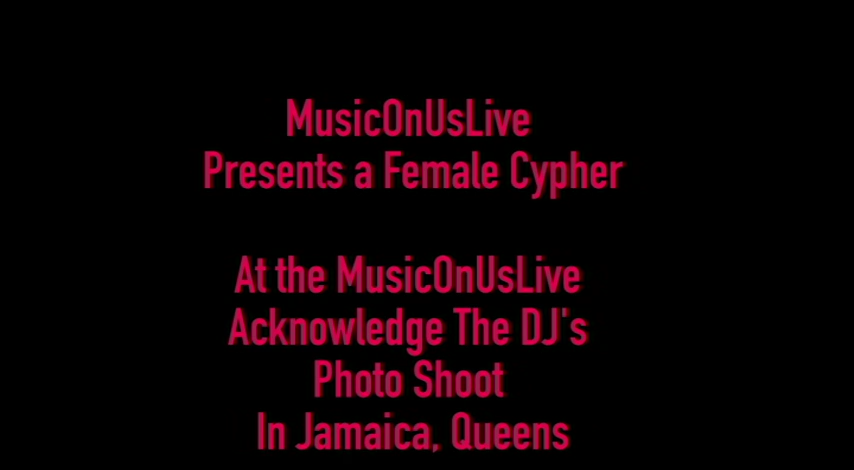 MusicOnUsLive
Presents a Female Cypher
At the MusicOnUsLive
Acknowledge The DJ's
Photo Shoot
In Jamaica, Queens